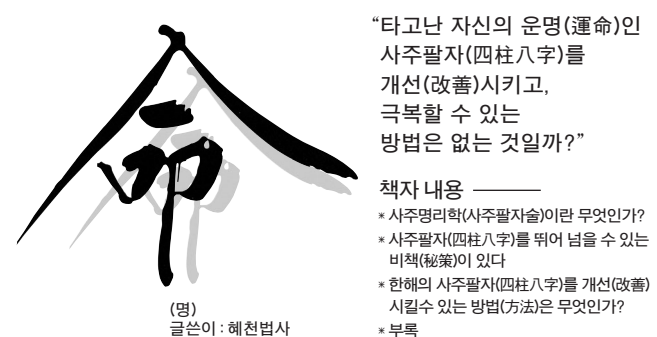 命
(명)
글쓴이 : 혜천법사
“타고난 자신의 운명(運命)인
사주팔자(四柱八字)를
개선(改善)시키고,
극복할 수 있는
방법은 없는 것일까?”
책자 내용
* 사주명리학(사주팔자술)이란 무엇인가?
* 사주팔자(四柱八字)를 뛰어 넘을 수 있는
비책(秘策)이 있다
* 한해의 사주팔자(四柱八字)를 개선(改善)
시킬수 있는 방법(方法)은 무엇인가?
* 부록